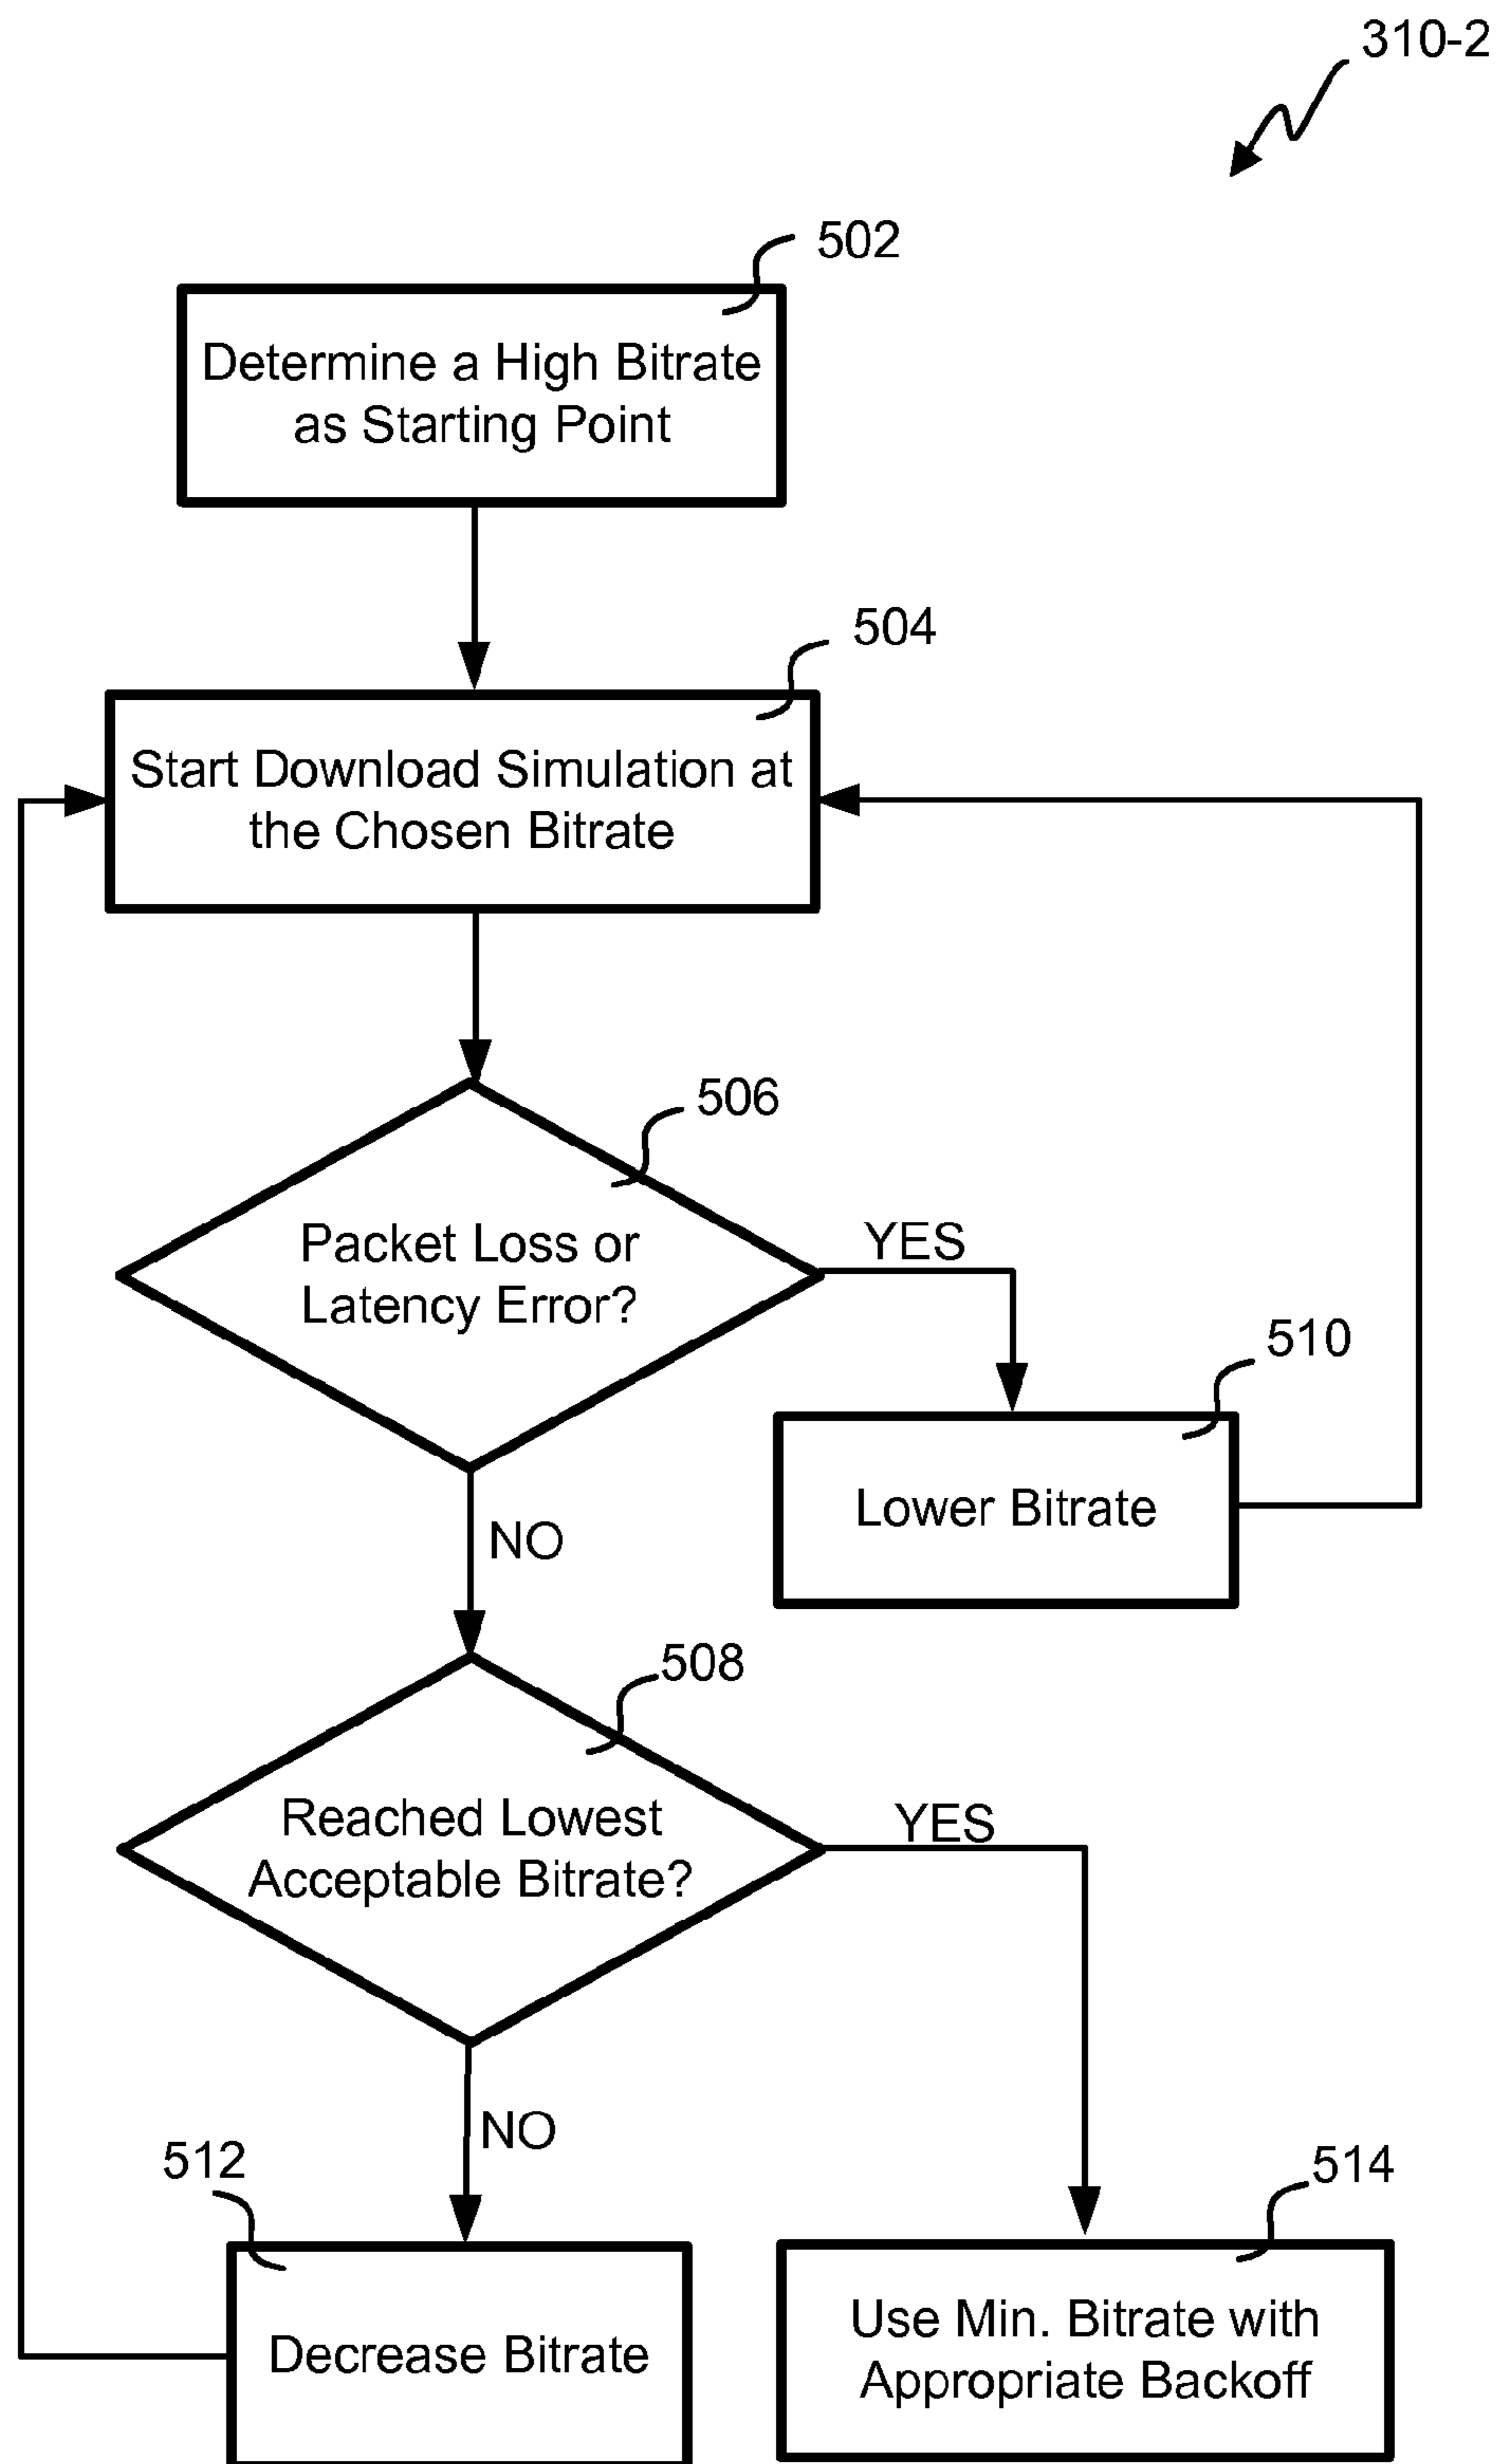 310-2
502
Determine a High Bitrate
as Starting Point
504
Start Download Simulation at
the Chosen Bitrate
506
Packet Loss or
Latency Error?
YES
510
Lower Bitrate
NO
508
Reached Lowest
Acceptable Bitrate?
YES
NO
512
514
Decrease Bitrate
Use Min. Bitrate with
Appropriate Backoff